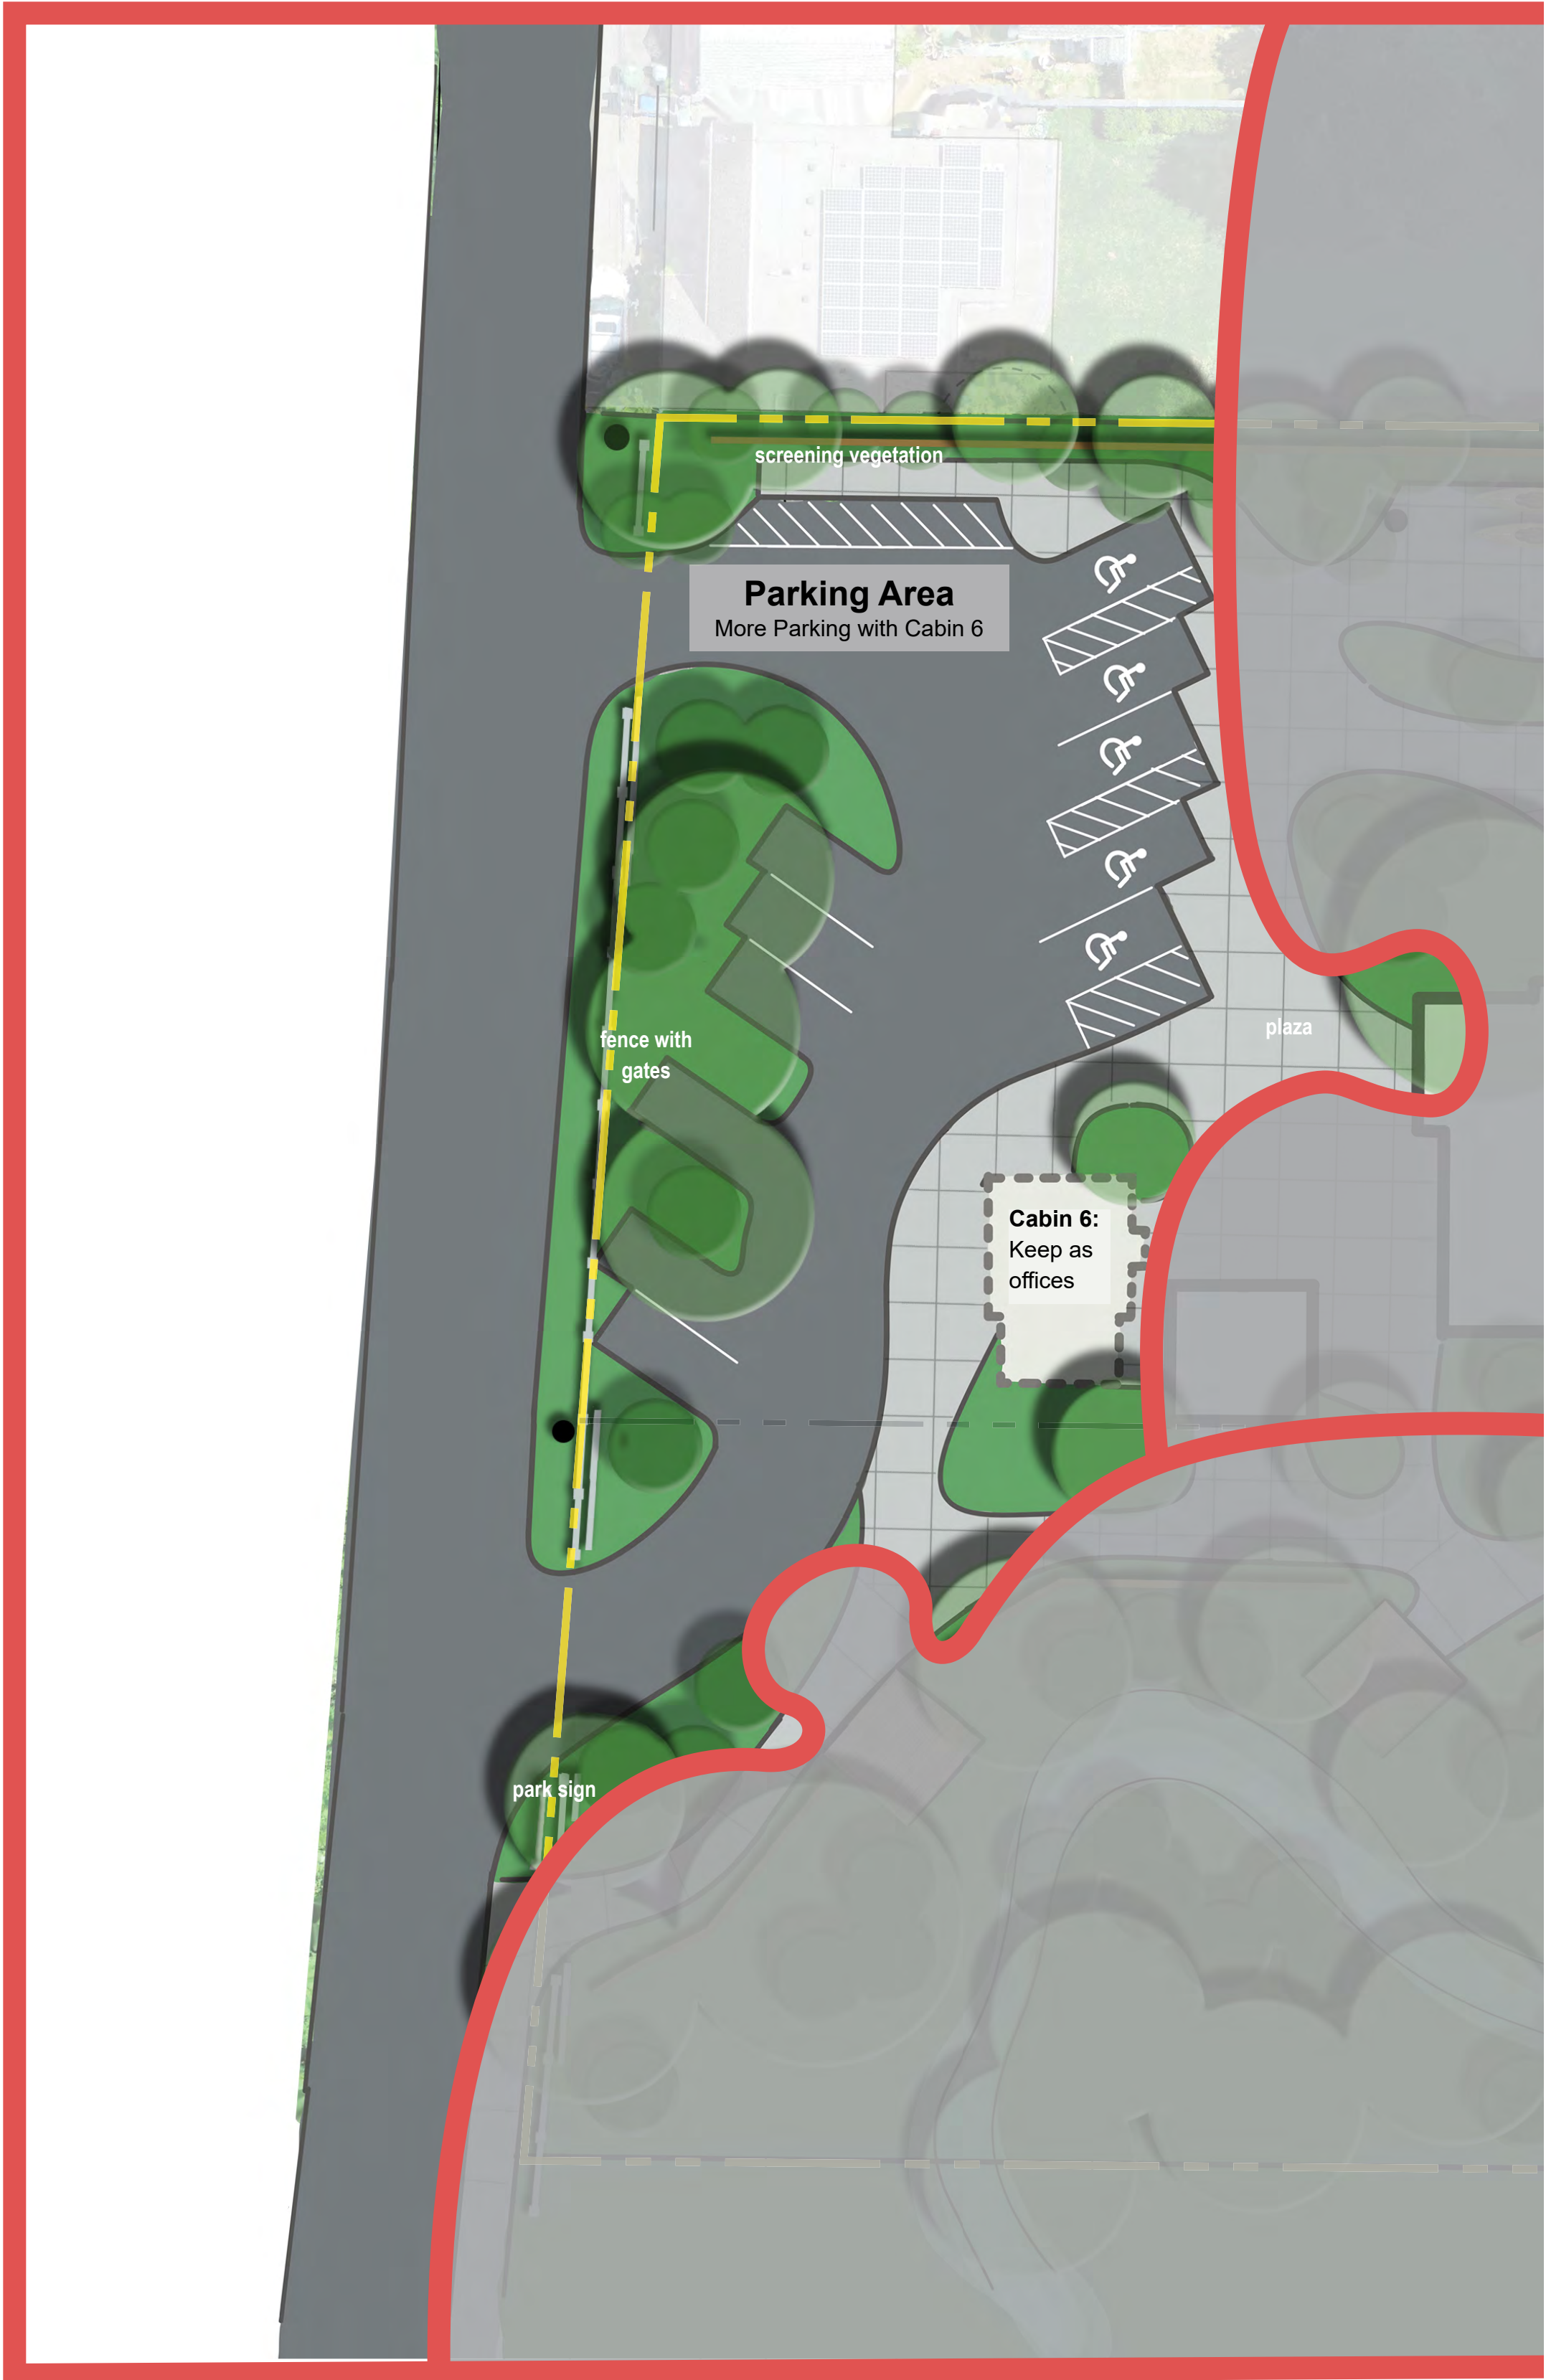 screening vegetation
Parking Area
More Parking with Cabin 6
fence with
gates
plaza
Cabin 6:
Keep as
offices
park sign